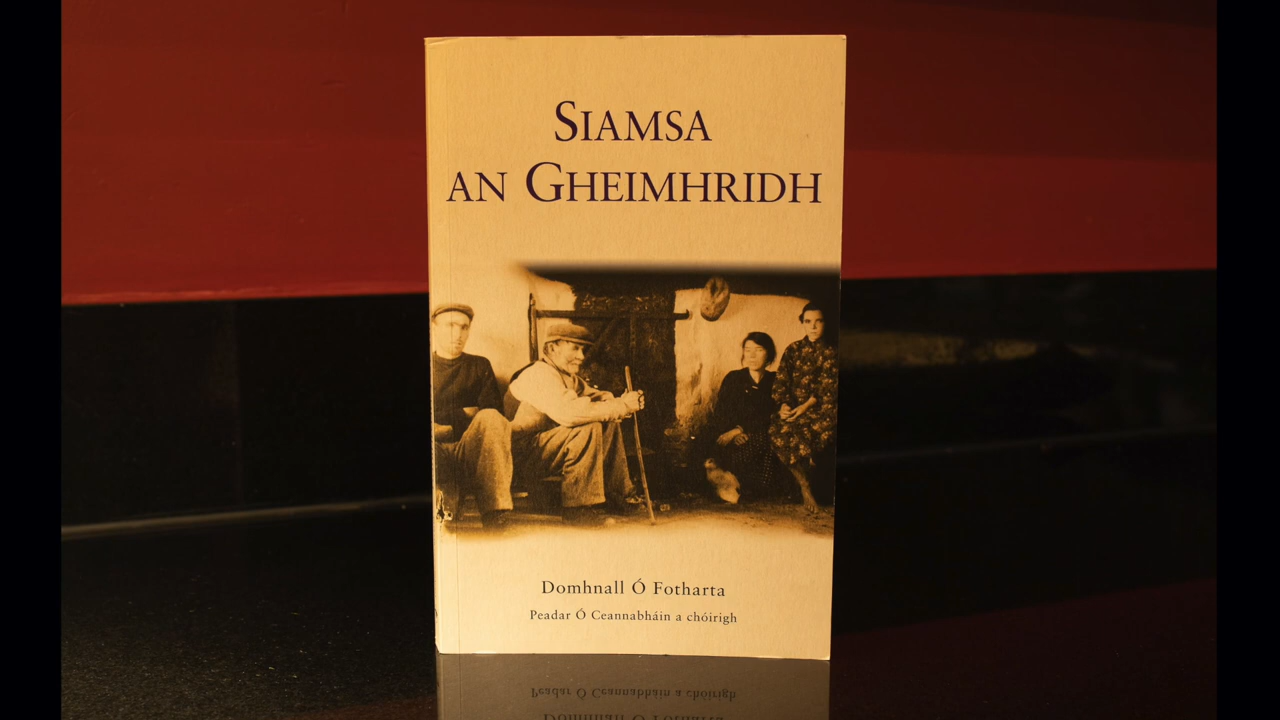 SIAMSA
AN GHEIMHRIDH
Domhnall Ó Fotharta
Peadar Ó Ceannabháin a chóirigh